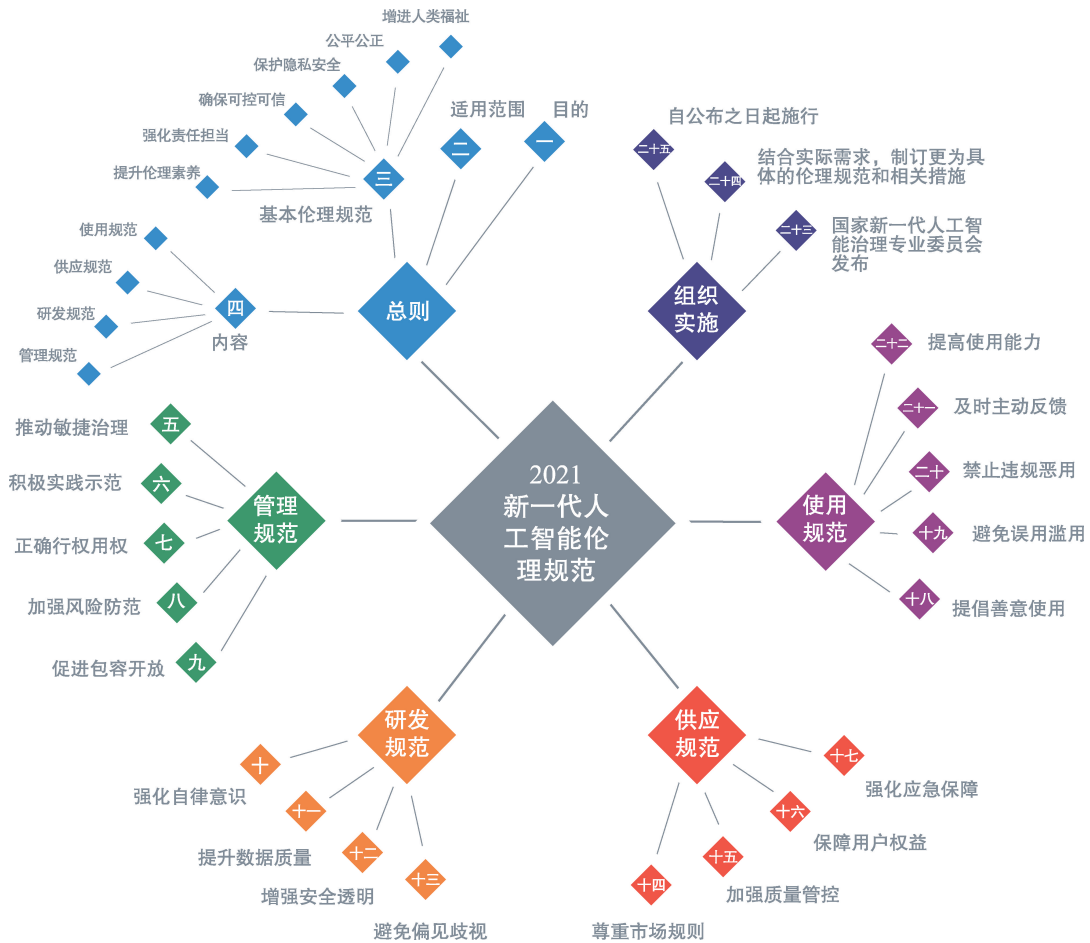 2021
新一代人
工智能伦
理规范
总则
一
目的
二
适用范围
三
基本伦理规范
增进人类福祉
公平公正
保护隐私安全
确保可控可信
强化责任担当
提升伦理素养
四
内容
使用规范
供应规范
研发规范
管理规范
管理
规范
五
推动敏捷治理
六
积极实践示范
七
正确行权用权
八
加强风险防范
九
促进包容开放
研发
规范
十
强化自律意识
十一
提升数据质量
十二
增强安全透明
十三
避免偏见歧视
供应
规范
十四
尊重市场规则
十五
加强质量管控
十六
保障用户权益
十七
强化应急保障
使用
规范
十八
提倡善意使用
十九
避免误用滥用
二十
禁止违规恶用
二十一
及时主动反馈
二十二
提高使用能力
组织
实施
二十三
国家新一代人工智
能治理专业委员会
发布
二十四
结合实际需求，制订更为具
体的伦理规范和相关措施
二十五
自公布之日起施行